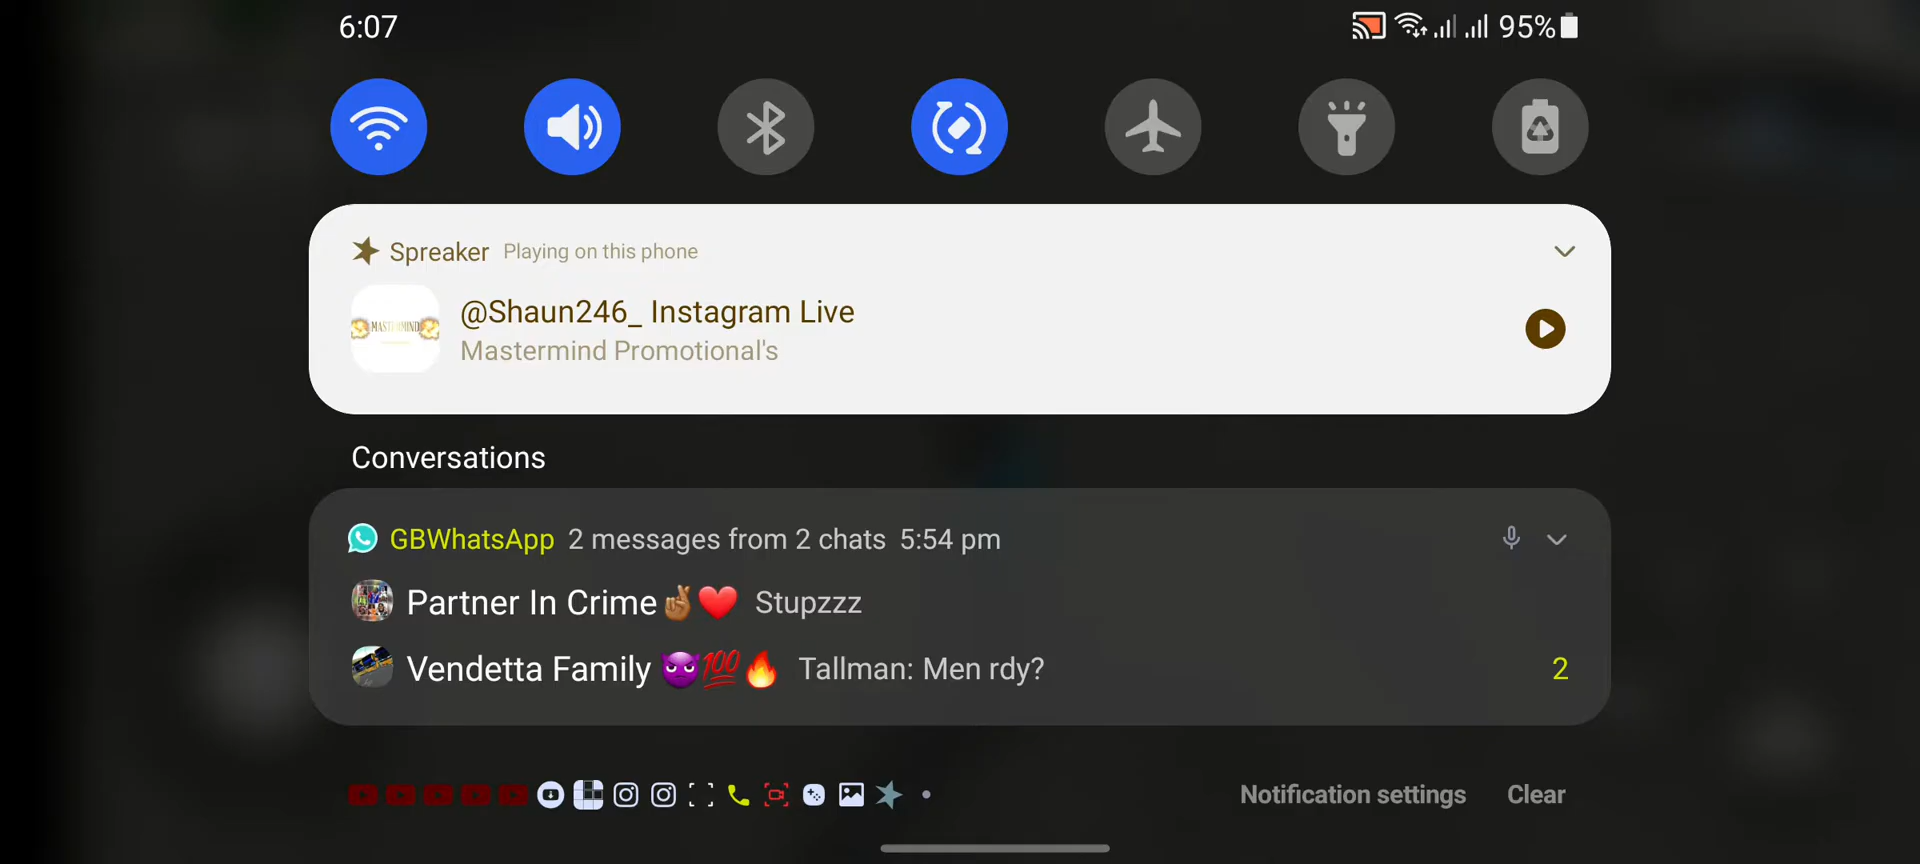 6:07
95%
Spreaker Playing on this phone
MASTERMIND
@Shaun246_ Instagram Live
Mastermind Promotional's
Conversations
GBWhatsApp 2 messages from 2 chats 5:54 pm
Partner In Crime🤞🏾❤️ Stupzzz
Vendetta Family 😈💯🔥 Tallman: Men rdy? 2
Notification settings Clear